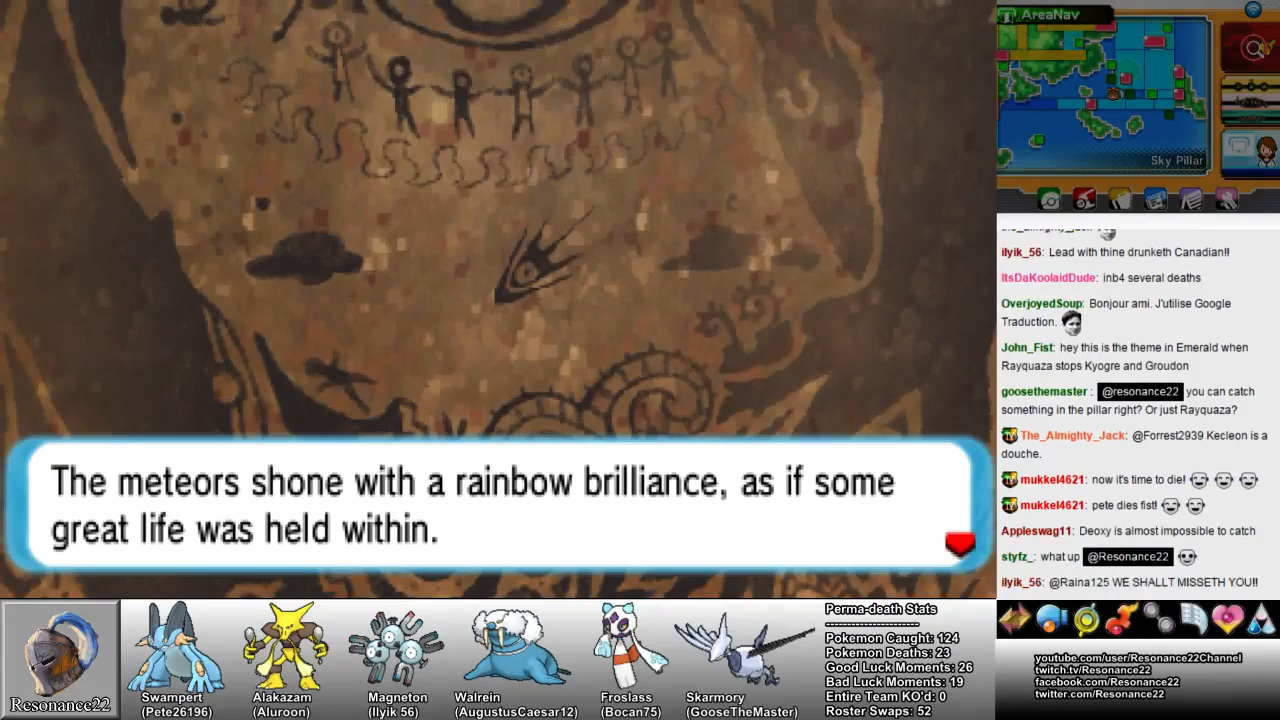 AreaNav
Sky Pillar
ilyik_56: Lead with thine drunketh Canadian!!
ItsDaKoolaidDude: inb4 several deaths
OverjoyedSoup: Bonjour ami. J'utilise Google
Traduction.
John_Fist: hey this is the theme in Emerald when
Rayquaza stops Kyogre and Groudon
goosethemaster : @resonance22 you can catch
something in the pillar right? Or just Rayquaza?
The_Almighty_Jack: @Forrest2939 Kecleon is a
douche.
mukkel4621: now it's time to die!
mukkel4621: pete dies fist!
Appleswag11: Deoxy is almost impossible to catch
styfz_: what up @Resonance22
ilyik_56: @Raina125 WE SHALLT MISSETH YOU!!
The meteors shone with a rainbow brilliance, as if some
great life was held within.
Resonance22
Swampert
(Pete26196)
Alakazam
(Aluroon)
Magneton
(Ilyik 56)
Walrein
(AugustusCaesar12)
Froslass
(Bocan75)
Skarmory
(GooseTheMaster)
Perma-death Stats
----------------------
Pokemon Caught: 124
Pokemon Deaths: 23
Good Luck Moments: 26
Bad Luck Moments: 19
Entire Team KO'd: 0
Roster Swaps: 52
youtube.com/user/Resonance22Channel
twitch.tv/Resonance22
facebook.com/Resonance22
twitter.com/Resonance22